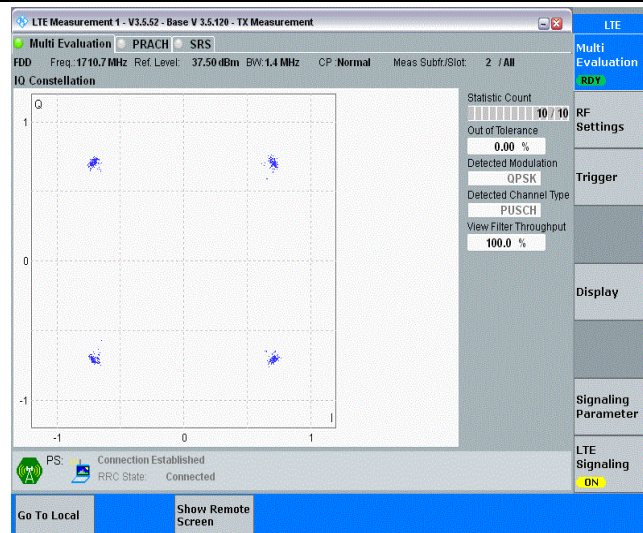 LTE Measurement 1 - V3.5.52 - Base V 3.5.120 - TX Measurement
LTE
Multi Evaluation PRACH SRS
FDD Freq.:1710.7 MHz Ref. Level: 37.50 dBm BW:1.4 MHz CP :Normal Meas Subfr./Slot: 2 / All
IQ Constellation
Q
1
0
-1
-1 0 1
I
Statistic Count
10 / 10
Out of Tolerance
0.00 %
Detected Modulation
QPSK
Detected Channel Type
PUSCH
View Filter Throughput
100.0 %
Multi
Evaluation
RDY
RF
Settings
Trigger
Display
Signaling
Parameter
LTE
Signaling
ON
PS: Connection Established
RRC State: Connected
Go To Local
Show Remote
Screen